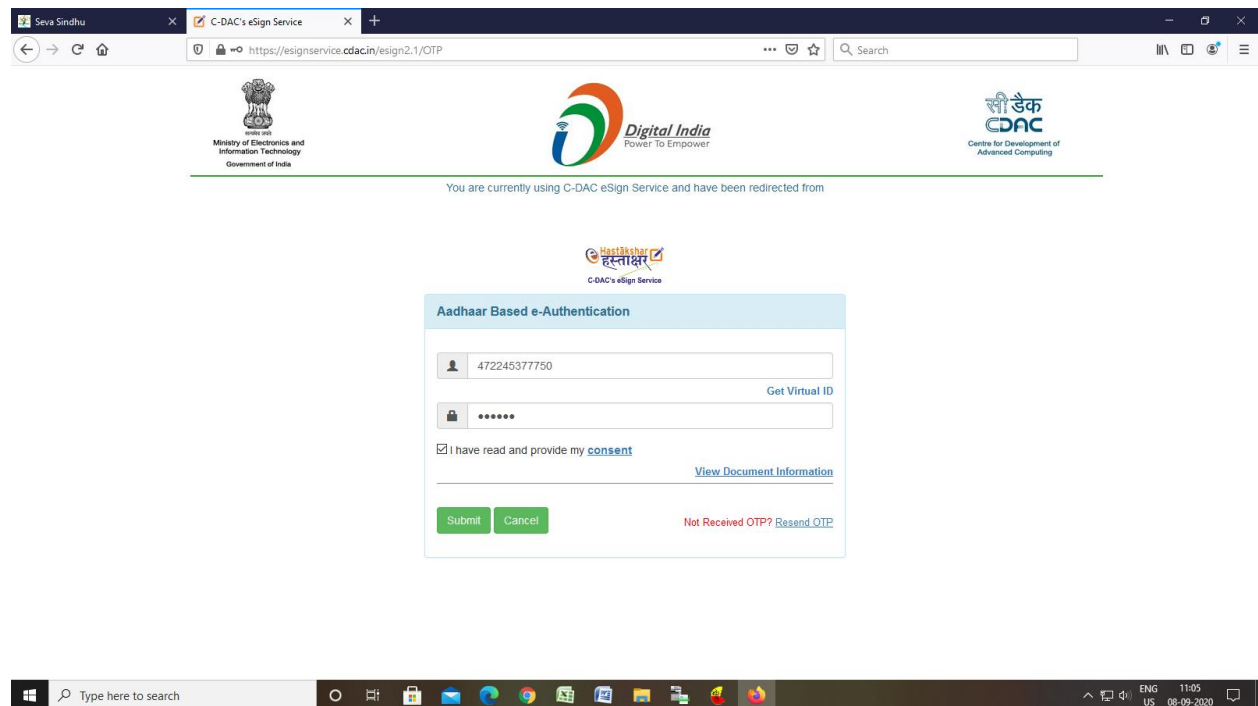 Seva Sindhu
C-DAC's eSign Service
https://esignservice.cdac.in/esign2.1/OTP
Search
सत्यमेव जयते
Ministry of Electronics and
Information Technology
Government of India
Digital India
Power To Empower
सी डैक
CDAC
Centre for Development of
Advanced Computing
You are currently using C-DAC eSign Service and have been redirected from
e Hastākshar
हस्ताक्षर
C-DAC's eSign Service
Aadhaar Based e-Authentication
472245377750
Get Virtual ID
I have read and provide my consent
View Document Information
Submit Cancel Not Received OTP? Resend OTP
Type here to search
ENG 11:05
US 08-09-2020